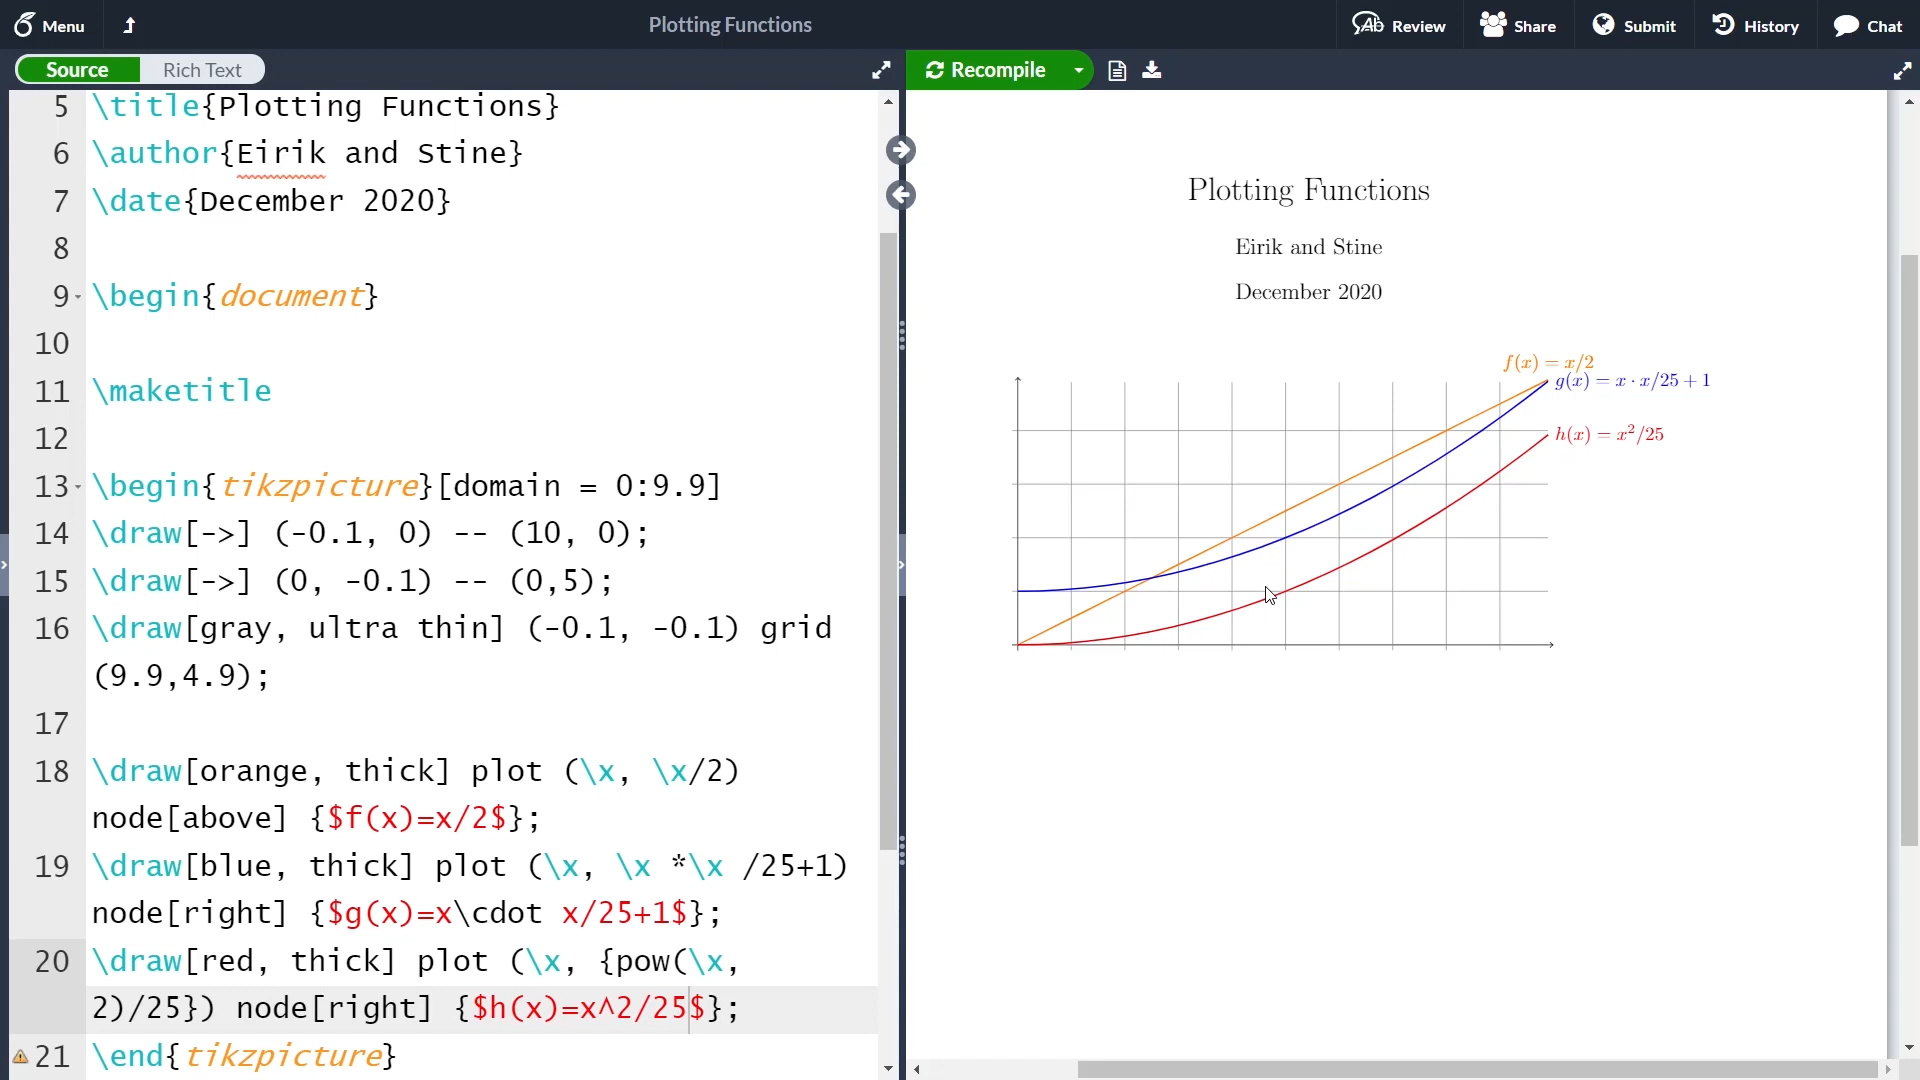 Menu
Plotting Functions
Review
Share
Submit
History
Chat
Source
Rich Text
Recompile
5 \title{Plotting Functions}
6 \author{Eirik and Stine}
7 \date{December 2020}
8
9 \begin{document}
10
11 \maketitle
12
13 \begin{tikzpicture}[domain = 0:9.9]
14 \draw[->] (-0.1, 0) -- (10, 0);
15 \draw[->] (0, -0.1) -- (0,5);
16 \draw[gray, ultra thin] (-0.1, -0.1) grid
(9.9,4.9);
17
18 \draw[orange, thick] plot (\x, \x/2)
node[above] {$f(x)=x/2$};
19 \draw[blue, thick] plot (\x, \x *\x /25+1)
node[right] {$g(x)=x\cdot x/25+1$};
20 \draw[red, thick] plot (\x, {pow(\x,
2)/25}) node[right] {$h(x)=x^2/25$};
21 \end{tikzpicture}
Plotting Functions
Eirik and Stine
December 2020
f(x) = x/2
g(x) = x · x/25 + 1
h(x) = x²/25